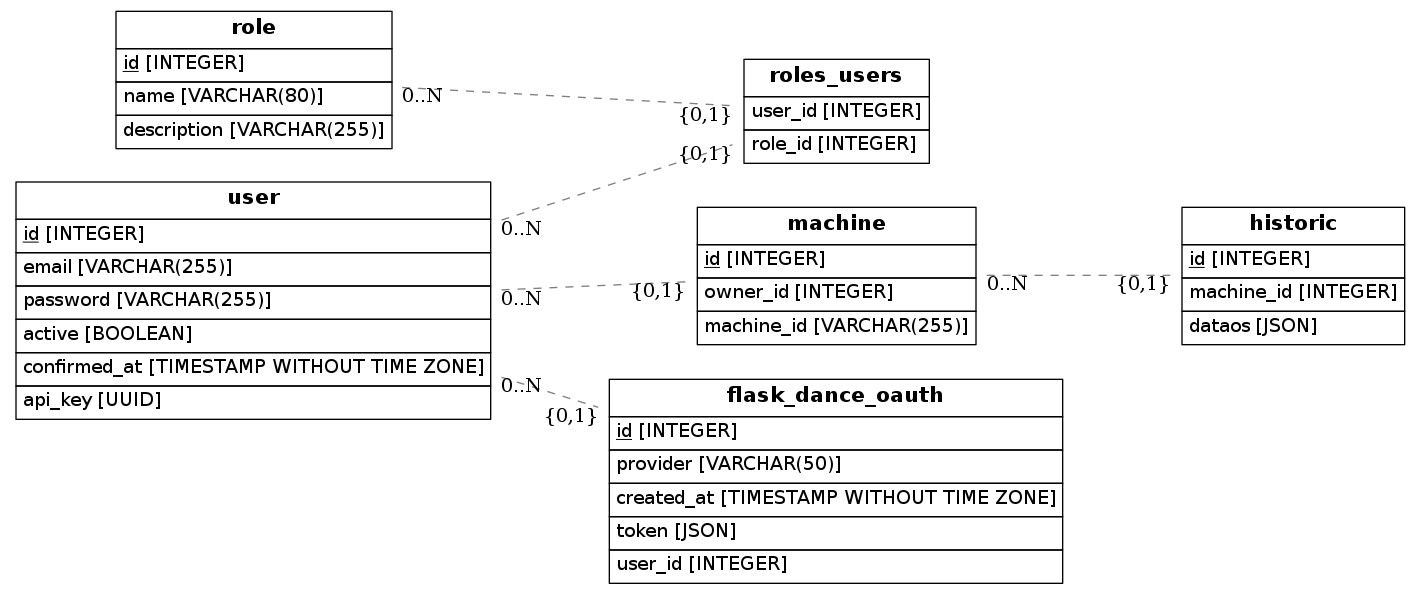 role
id [INTEGER]
name [VARCHAR(80)]
description [VARCHAR(255)]
0..N
{0,1}
roles_users
user_id [INTEGER]
role_id [INTEGER]
{0,1}
0..N
user
id [INTEGER]
email [VARCHAR(255)]
password [VARCHAR(255)]
active [BOOLEAN]
confirmed_at [TIMESTAMP WITHOUT TIME ZONE]
api_key [UUID]
0..N
{0,1}
machine
id [INTEGER]
owner_id [INTEGER]
machine_id [VARCHAR(255)]
0..N
{0,1}
historic
id [INTEGER]
machine_id [INTEGER]
dataos [JSON]
0..N
{0,1}
flask_dance_oauth
id [INTEGER]
provider [VARCHAR(50)]
created_at [TIMESTAMP WITHOUT TIME ZONE]
token [JSON]
user_id [INTEGER]